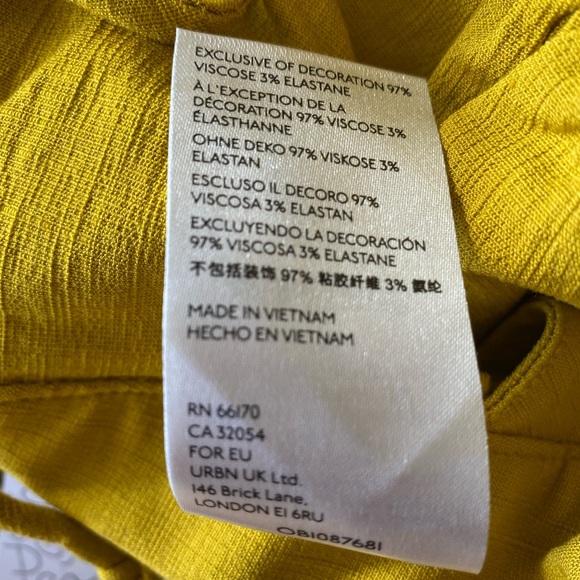 EXCLUSIVE OF DECORATION 97%
VISCOSE 3% ELASTANE
À L'EXCEPTION DE LA
DÉCORATION 97% VISCOSE 3%
ÉLASTHANNE
OHNE DEKO 97% VISKOSE 3%
ELASTAN
ESCLUSO IL DECORO 97%
VISCOSA 3% ELASTAN
EXCLUYENDO LA DECORACIÓN
97% VISCOSA 3% ELASTANE
不包括装饰 97% 粘胶纤维 3% 氨纶
MADE IN VIETNAM
HECHO EN VIETNAM
RN 66170
CA 32054
FOR EU
URBN UK Ltd.
146 Brick Lane,
LONDON E1 6RU
OB1087681